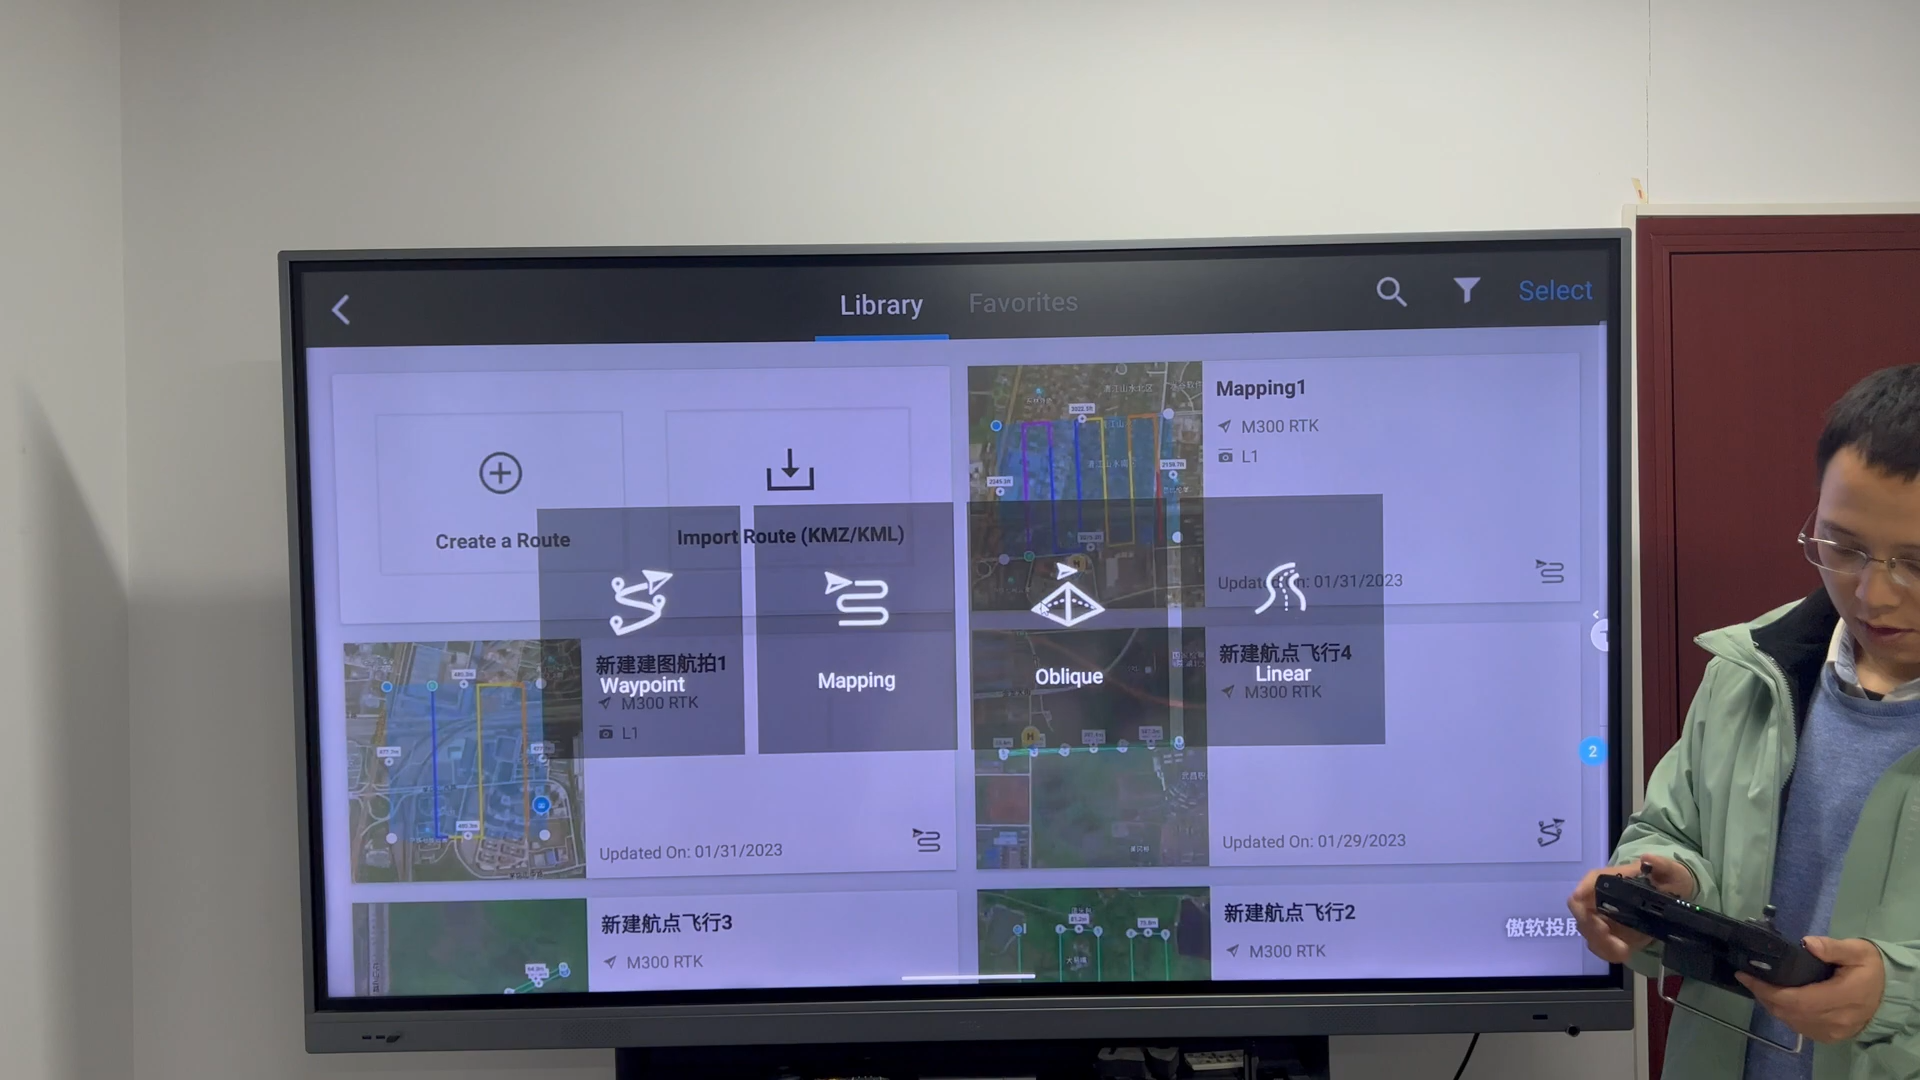 Library
Favorites
Select
Create a Route
Import Route (KMZ/KML)
Mapping1
M300 RTK
L1
Updated On: 01/31/2023
Waypoint
Mapping
Oblique
Linear
新建建图航拍1
M300 RTK
L1
Updated On: 01/31/2023
新建航点飞行4
M300 RTK
Updated On: 01/29/2023
2
新建航点飞行3
M300 RTK
新建航点飞行2
M300 RTK
傲软投屏